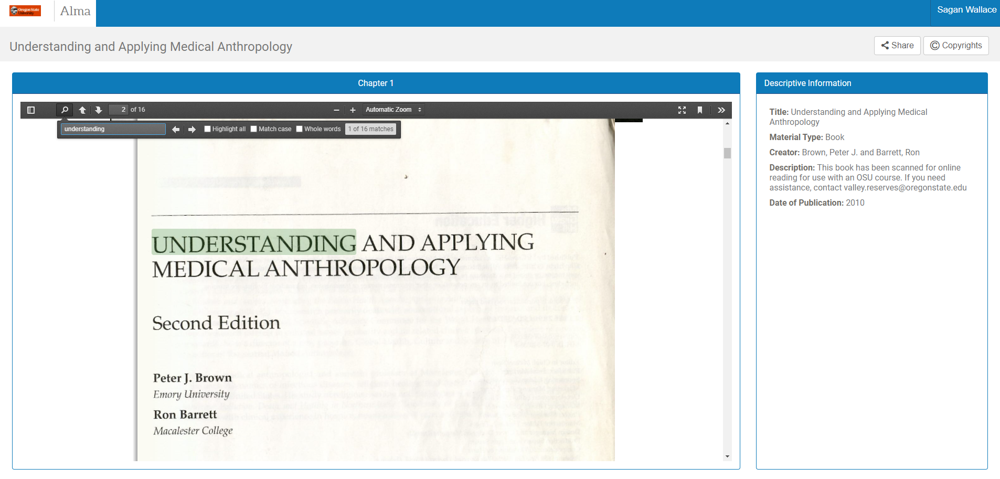 Oregon State
University
Alma
Sagan Wallace
Understanding and Applying Medical Anthropology
Share
Copyrights
Chapter 1
2 of 16
Automatic Zoom
understanding
Highlight all
Match case
Whole words
1 of 16 matches
UNDERSTANDING AND APPLYING
MEDICAL ANTHROPOLOGY
Second Edition
Peter J. Brown
Emory University
Ron Barrett
Macalester College
Descriptive Information
Title: Understanding and Applying Medical
Anthropology
Material Type: Book
Creator: Brown, Peter J. and Barrett, Ron
Description: This book has been scanned for online
reading for use with an OSU course. If you need
assistance, contact valley.reserves@oregonstate.edu
Date of Publication: 2010